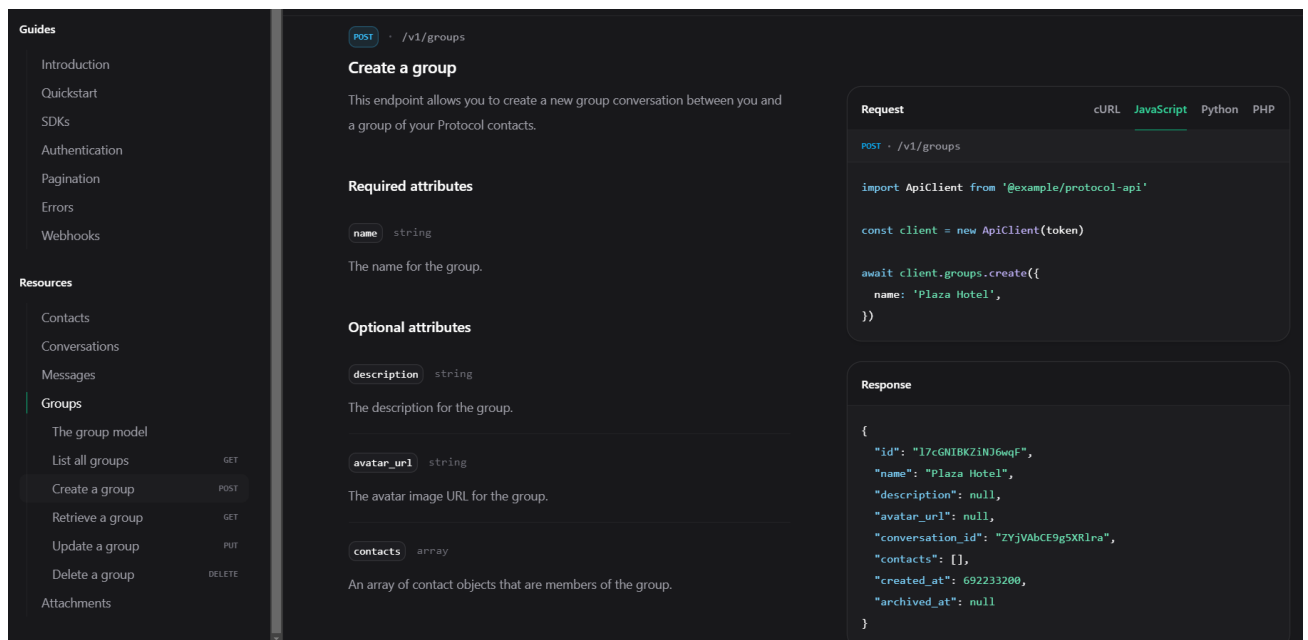 Guides
Introduction
Quickstart
SDKs
Authentication
Pagination
Errors
Webhooks
Resources
Contacts
Conversations
Messages
Groups
The group model
List all groups GET
Create a group POST
Retrieve a group GET
Update a group PUT
Delete a group DELETE
Attachments
POST · /v1/groups
Create a group
This endpoint allows you to create a new group conversation between you and
a group of your Protocol contacts.
Required attributes
name string
The name for the group.
Optional attributes
description string
The description for the group.
avatar_url string
The avatar image URL for the group.
contacts array
An array of contact objects that are members of the group.
Request cURL JavaScript Python PHP
POST · /v1/groups
import ApiClient from '@example/protocol-api'
const client = new ApiClient(token)
await client.groups.create({
  name: 'Plaza Hotel',
})
Response
{
  "id": "l7cGNIBKZiNJ6wqF",
  "name": "Plaza Hotel",
  "description": null,
  "avatar_url": null,
  "conversation_id": "ZYjVAbCE9g5XRlra",
  "contacts": [],
  "created_at": 692233200,
  "archived_at": null
}